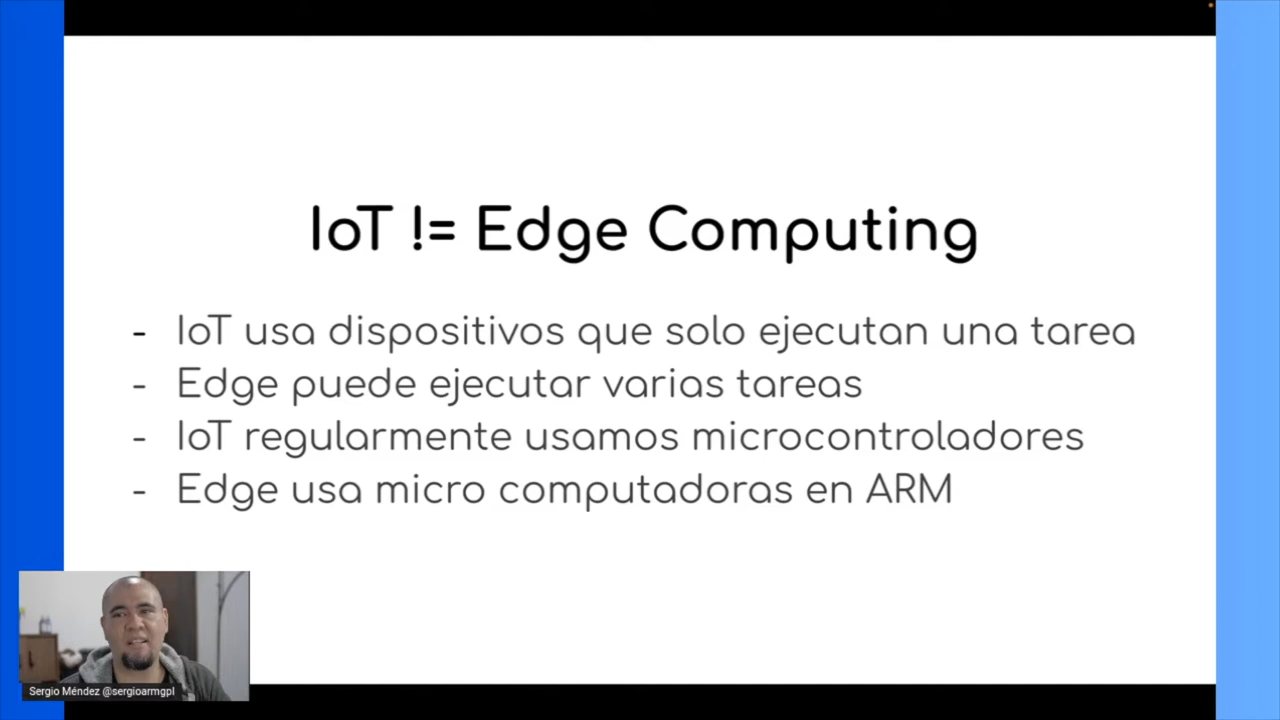 IoT != Edge Computing
- IoT usa dispositivos que solo ejecutan una tarea
- Edge puede ejecutar varias tareas
- IoT regularmente usamos microcontroladores
- Edge usa micro computadoras en ARM
Sergio Méndez @sergioarmgpl